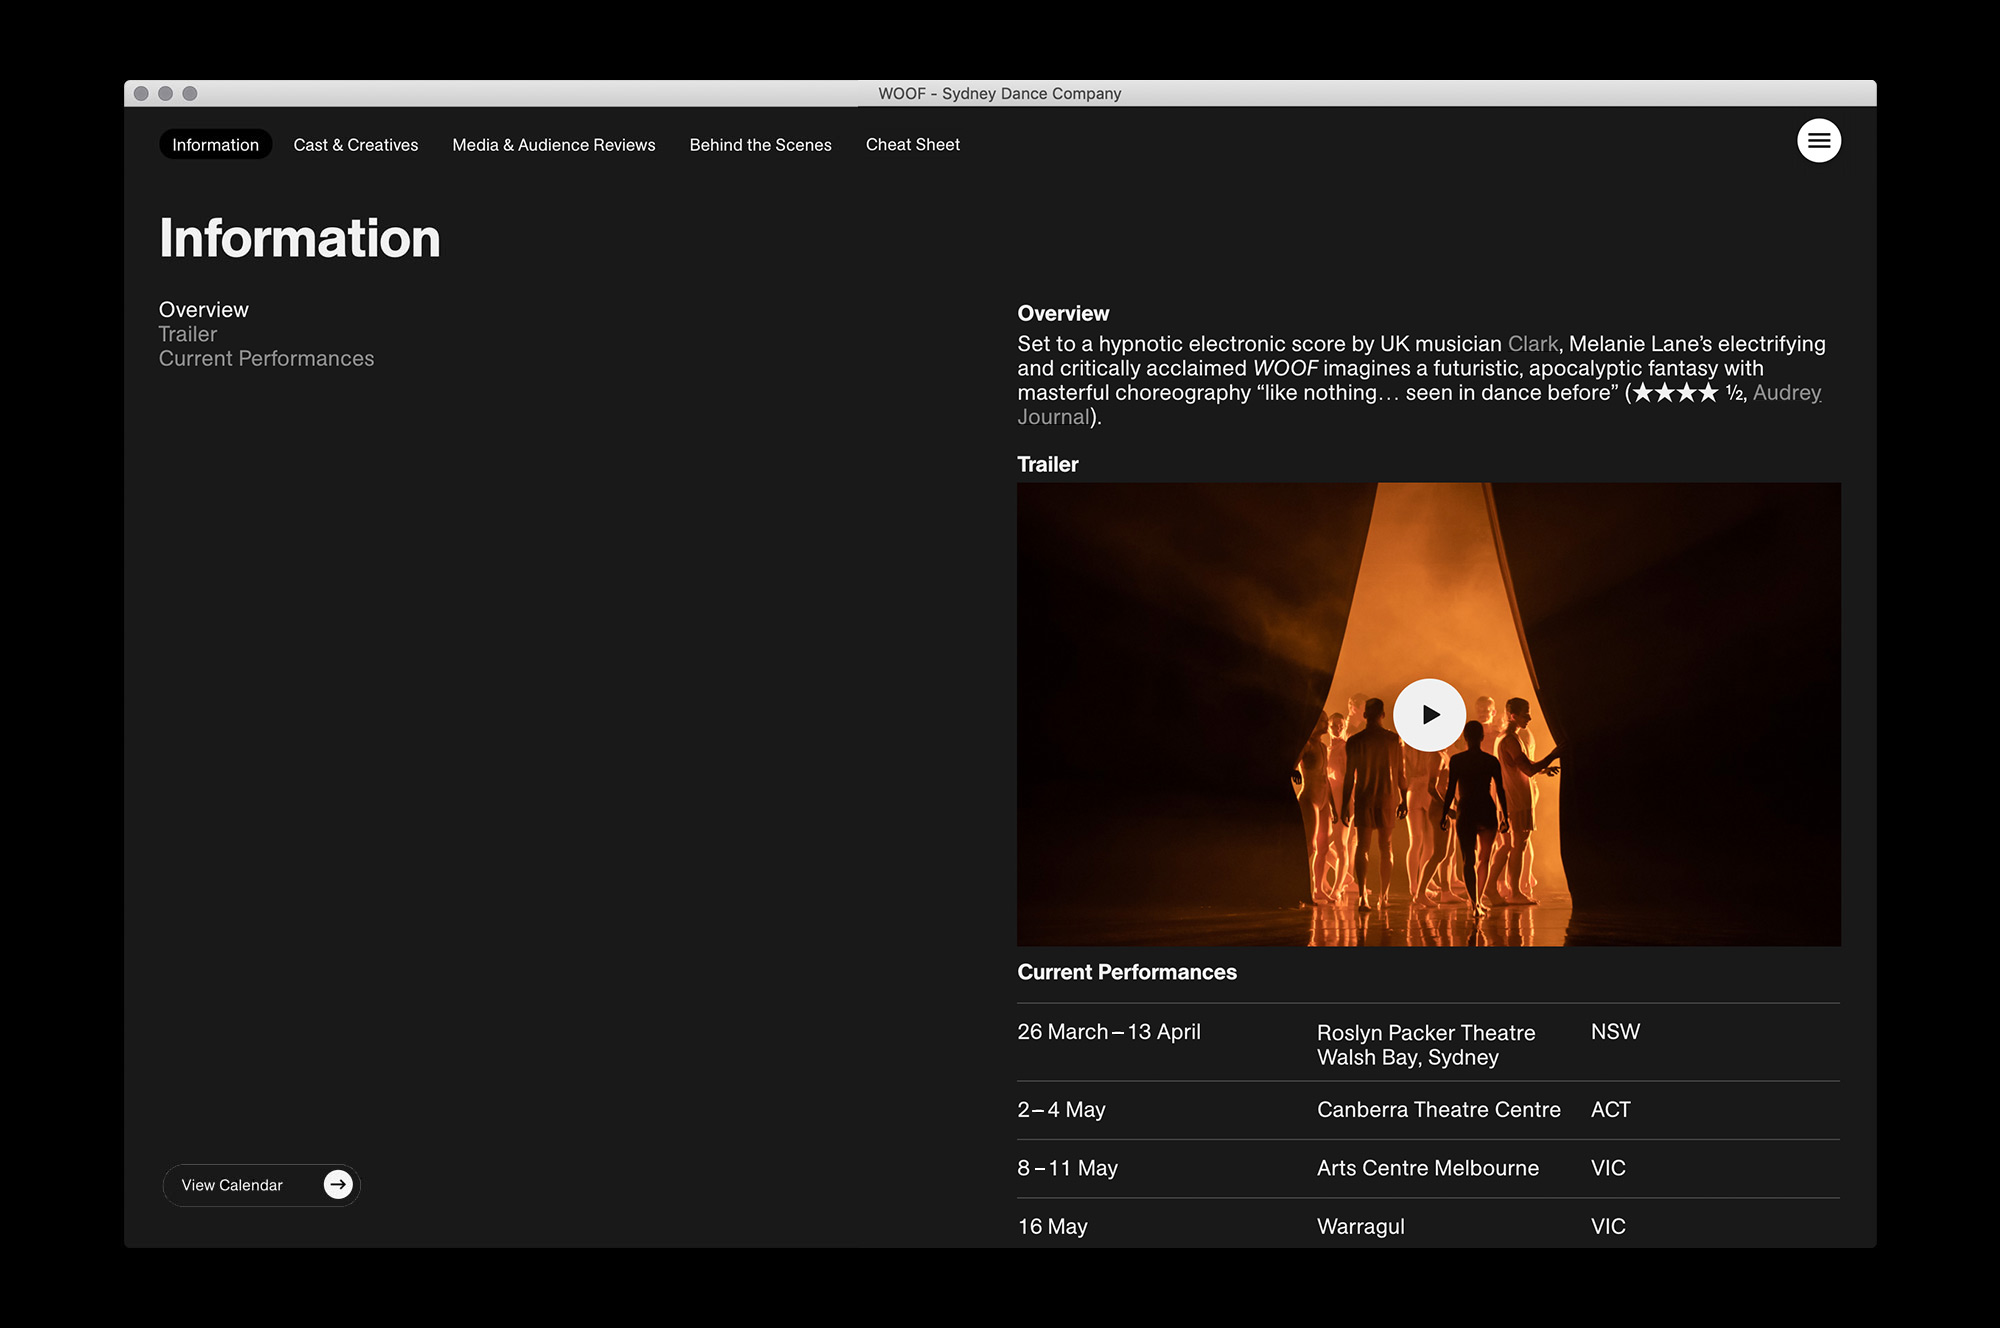 WOOF - Sydney Dance Company
Information
Cast & Creatives
Media & Audience Reviews
Behind the Scenes
Cheat Sheet
Information
Overview
Trailer
Current Performances
Overview
Set to a hypnotic electronic score by UK musician Clark, Melanie Lane’s electrifying
and critically acclaimed WOOF imagines a futuristic, apocalyptic fantasy with
masterful choreography “like nothing… seen in dance before” (★★★★ ½, Audrey
Journal).
Trailer
Current Performances
26 March – 13 April
Roslyn Packer Theatre
Walsh Bay, Sydney
NSW
2 – 4 May
Canberra Theatre Centre
ACT
8 – 11 May
Arts Centre Melbourne
VIC
16 May
Warragul
VIC
View Calendar